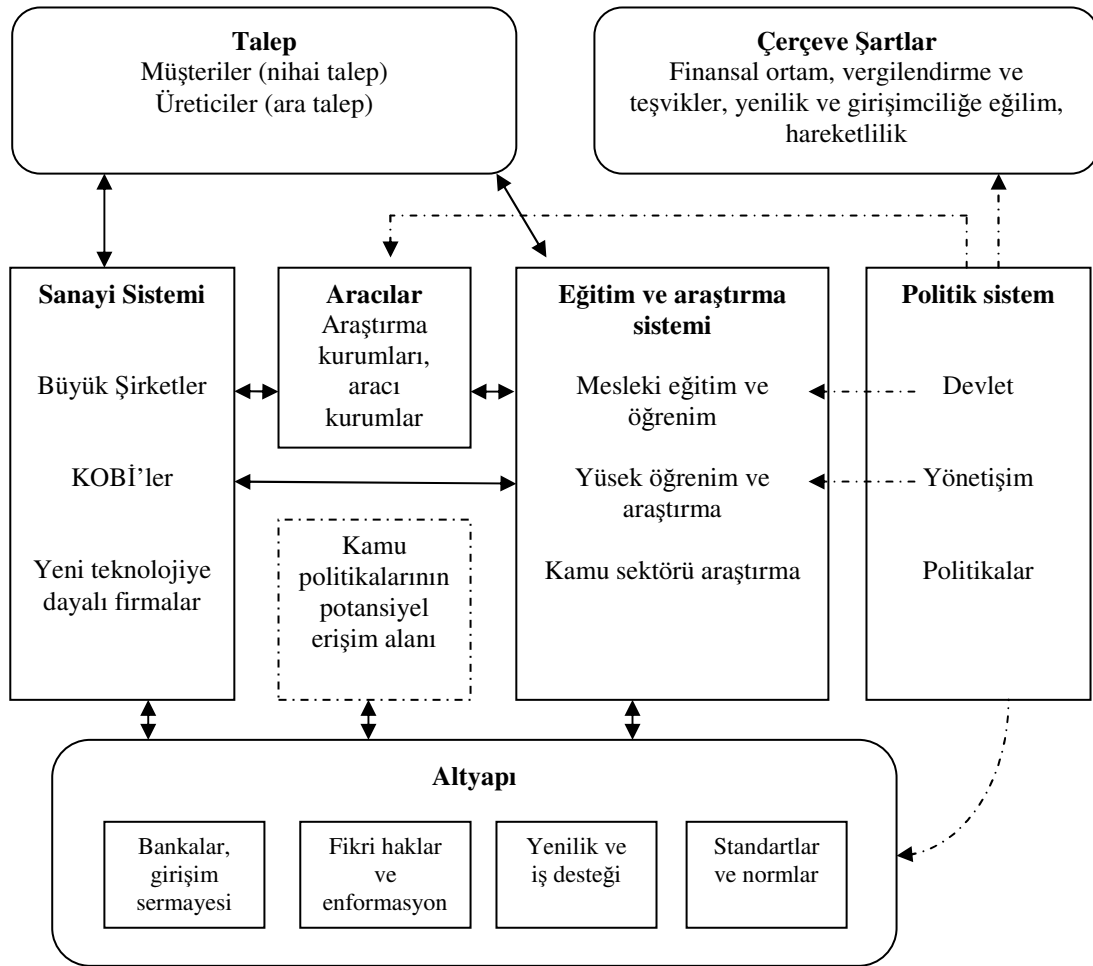 Talep
Müşteriler (nihai talep)
Üreticiler (ara talep)
Çerçeve Şartlar
Finansal ortam, vergilendirme ve
teşvikler, yenilik ve girişimciliğe eğilim,
hareketlilik
Sanayi Sistemi
Büyük Şirketler
KOBİ’ler
Yeni teknolojiye
dayalı firmalar
Aracılar
Araştırma
kurumları,
aracı
kurumlar
Kamu
politikalarının
potansiyel
erişim alanı
Eğitim ve araştırma
sistemi
Mesleki eğitim ve
öğrenim
Yüsek öğrenim ve
araştırma
Kamu sektörü araştırma
Politik sistem
Devlet
Yönetişim
Politikalar
Altyapı
Bankalar,
girişim
sermayesi
Fikri haklar
ve
enformasyon
Yenilik ve
iş desteği
Standartlar
ve normlar